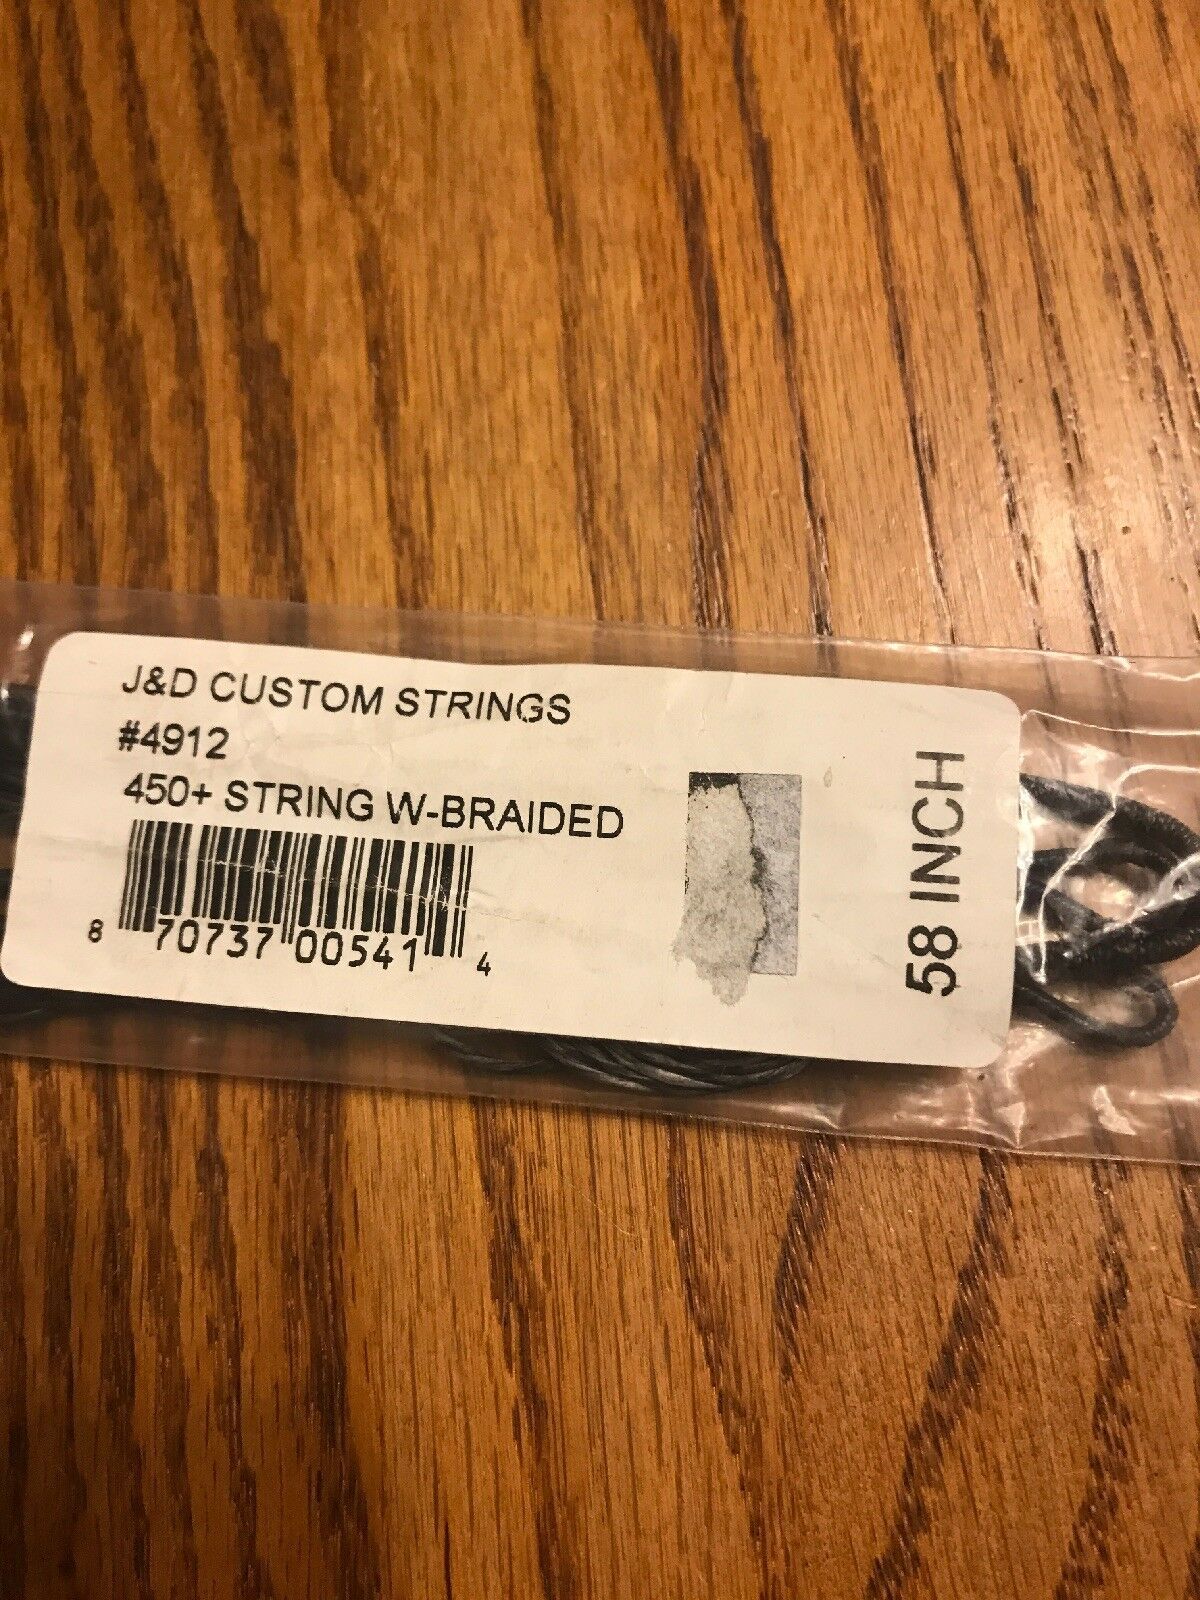 J&D CUSTOM STRINGS
#4912
450+ STRING W-BRAIDED
8 70737 00541 4
58 INCH